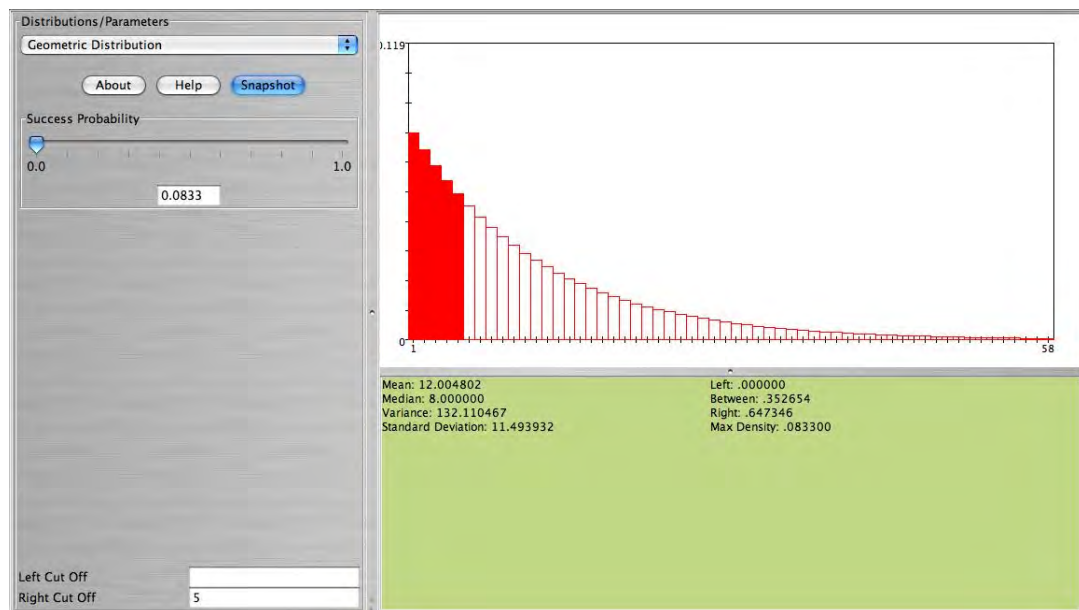 Distributions/Parameters
Geometric Distribution
About Help Snapshot
Success Probability
0.0 1.0
0.0833
Left Cut Off
Right Cut Off 5
0.119
0
1 58
Mean: 12.004802
Median: 8.000000
Variance: 132.110467
Standard Deviation: 11.493932
Left: .000000
Between: .352654
Right: .647346
Max Density: .083300